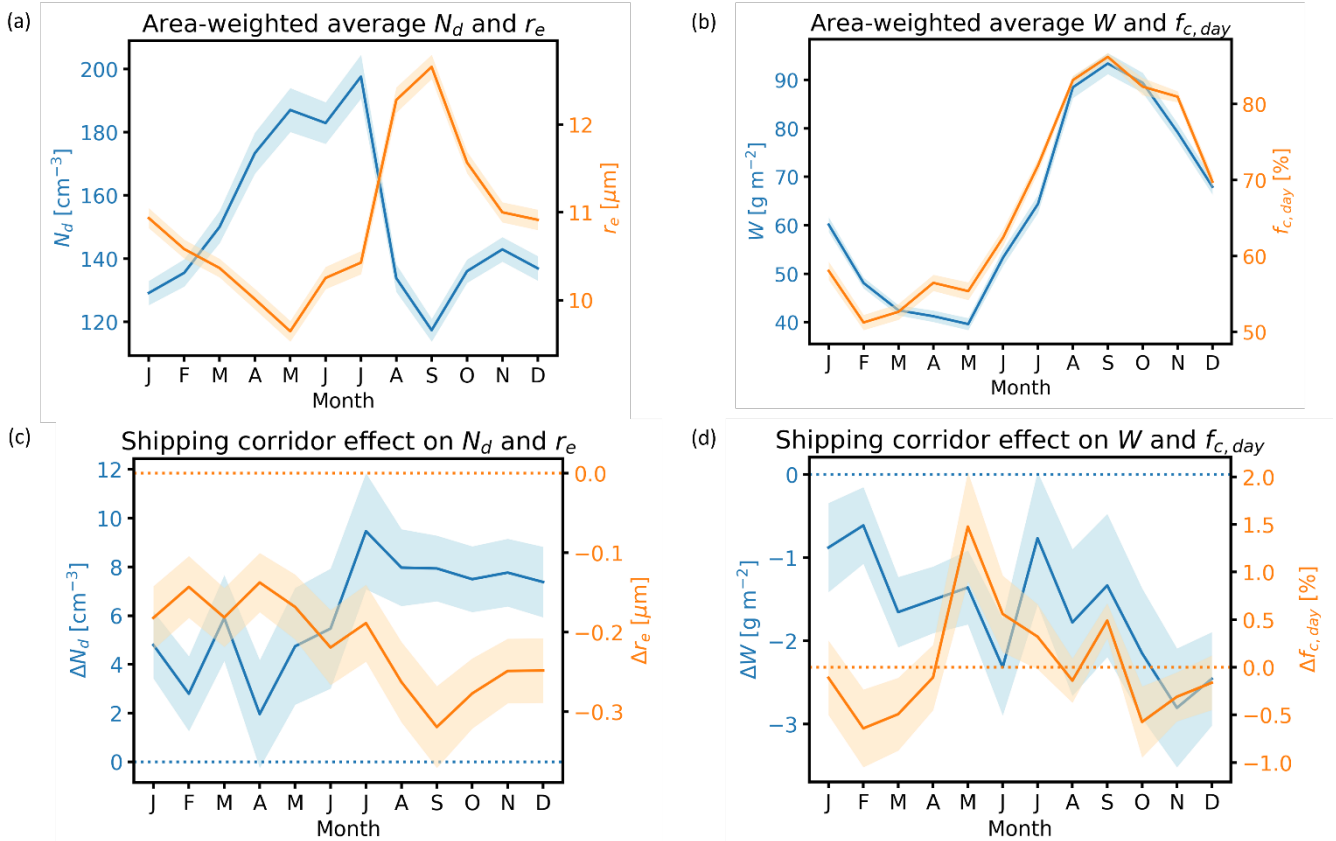 (a)
Area-weighted average N_d and r_e
N_d [cm⁻³]
200
180
160
140
120
12
11
10
r_e [μm]
J F M A M J J A S O N D
Month
(b)
Area-weighted average W and f_c,day
W [g m⁻²]
90
80
70
60
50
40
80
70
60
50
f_c,day [%]
J F M A M J J A S O N D
Month
(c)
Shipping corridor effect on N_d and r_e
ΔN_d [cm⁻³]
12
10
8
6
4
2
0
0.0
−0.1
−0.2
−0.3
Δr_e [μm]
J F M A M J J A S O N D
Month
(d)
Shipping corridor effect on W and f_c,day
ΔW [g m⁻²]
0
−1
−2
−3
2.0
1.5
1.0
0.5
0.0
−0.5
−1.0
Δf_c,day [%]
J F M A M J J A S O N D
Month